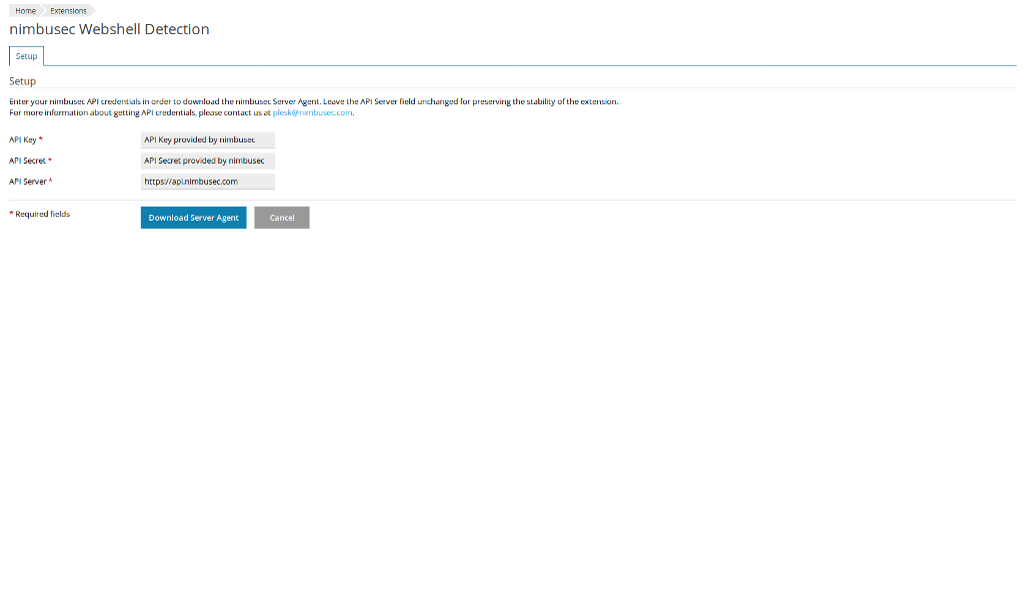 Home Extensions
nimbusec Webshell Detection
Setup
Setup
Enter your nimbusec API credentials in order to download the nimbusec Server Agent. Leave the API Server field unchanged for preserving the stability of the extension.
For more information about getting API credentials, please contact us at plesk@nimbusec.com.
API Key * API Key provided by nimbusec
API Secret * API Secret provided by nimbusec
API Server * https://api.nimbusec.com
* Required fields Download Server Agent Cancel